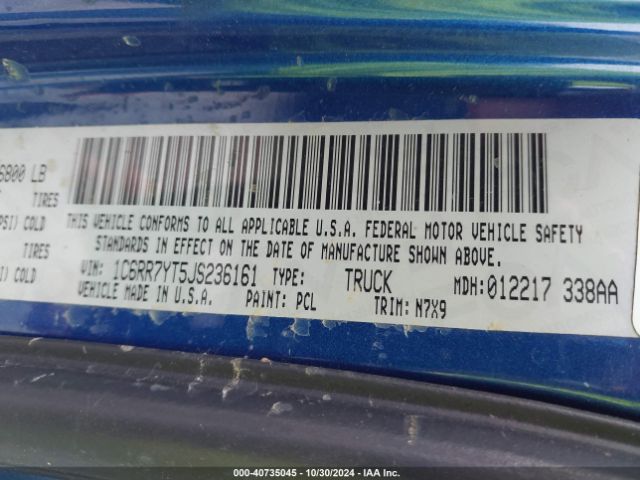 6800 LB
TIRES
PSI) COLD
TIRES
PSI) COLD
THIS VEHICLE CONFORMS TO ALL APPLICABLE U.S.A. FEDERAL MOTOR VEHICLE SAFETY
STANDARDS IN EFFECT ON THE DATE OF MANUFACTURE SHOWN ABOVE.
VIN: 1C6RR7YT5JS236161 TYPE: TRUCK MDH:012217 338AA
VEHICLE MADE IN U.S.A. PAINT: PCL TRIM: N7X9
000-40735045 - 10/30/2024 - IAA Inc.